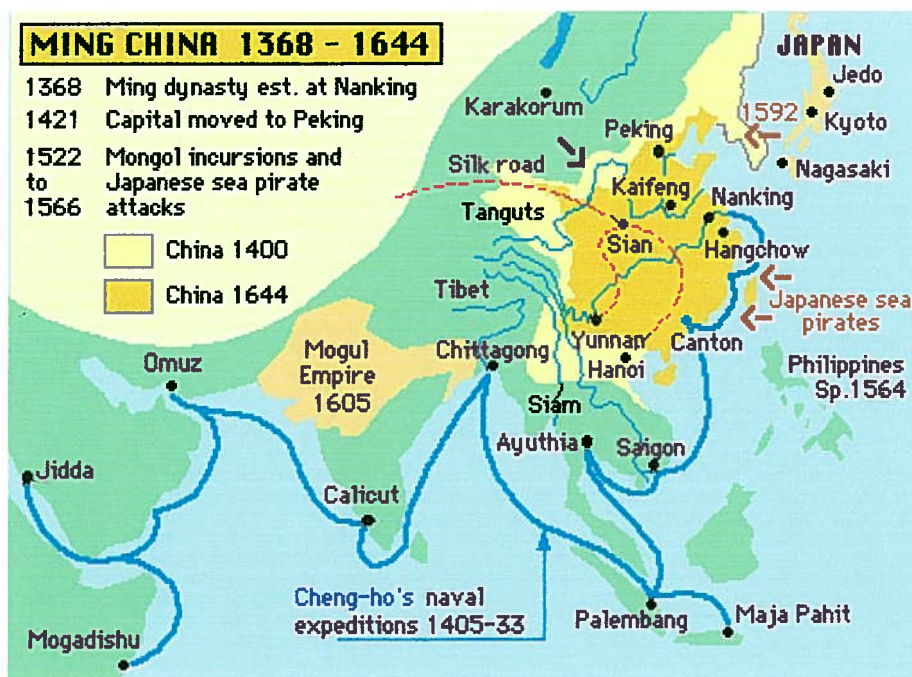 MING CHINA 1368 - 1644
1368 Ming dynasty est. at Nanking
1421 Capital moved to Peking
1522 Mongol incursions and
to Japanese sea pirate
1566 attacks
China 1400
China 1644
JAPAN
Jedo
Kyoto
1592
Nagasaki
Karakorum
Peking
Silk road
Kaifeng
Nanking
Tanguts
Sian
Hangchow
Tibet
Japanese sea
pirates
Yunnan
Canton
Hanoi
Chittagong
Omuz
Mogul
Empire
1605
Philippines
Sp.1564
Siam
Ayuthia
Saigon
Jidda
Calicut
Cheng-ho's naval
expeditions 1405-33
Palembang
Maja Pahit
Mogadishu